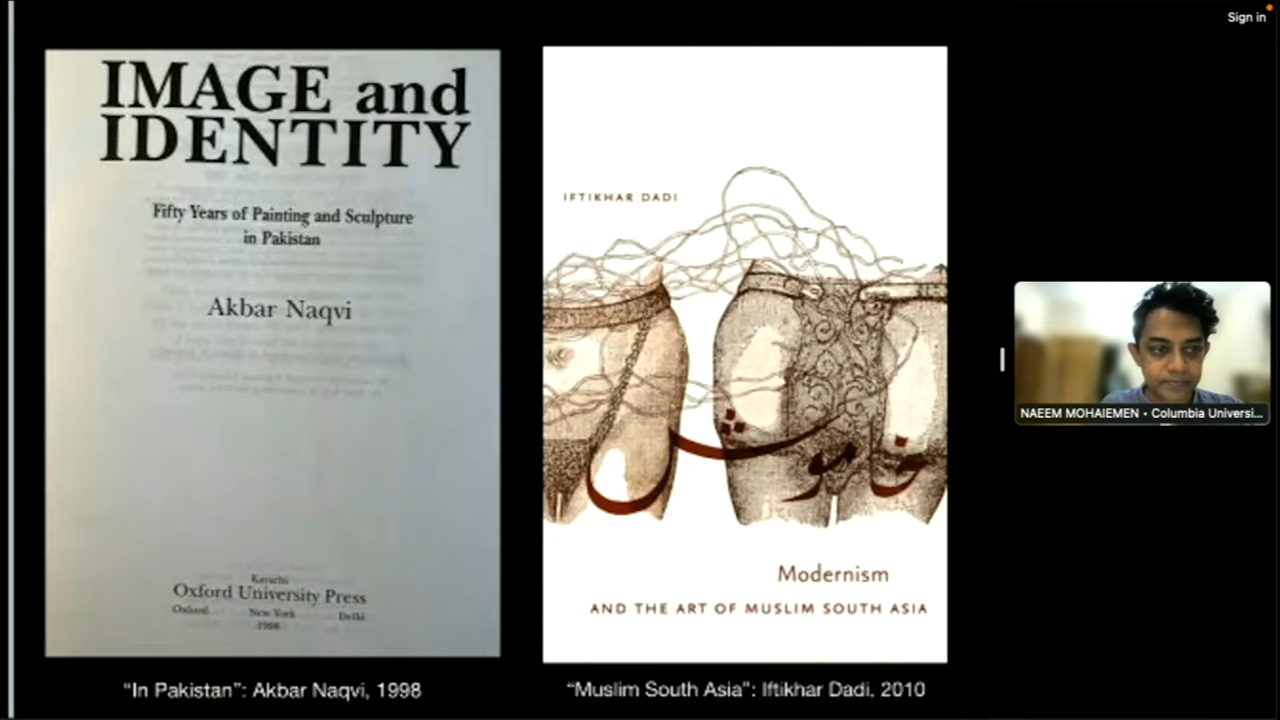 Sign in
IMAGE and
IDENTITY
Fifty Years of Painting and Sculpture
in Pakistan
Akbar Naqvi
Karachi
Oxford University Press
Oxford New York Delhi
1998
IFTIKHAR DADI
خاموش
Modernism
AND THE ART OF MUSLIM SOUTH ASIA
"In Pakistan": Akbar Naqvi, 1998
"Muslim South Asia": Iftikhar Dadi, 2010
NAEEM MOHAIEMEN • Columbia Universi...